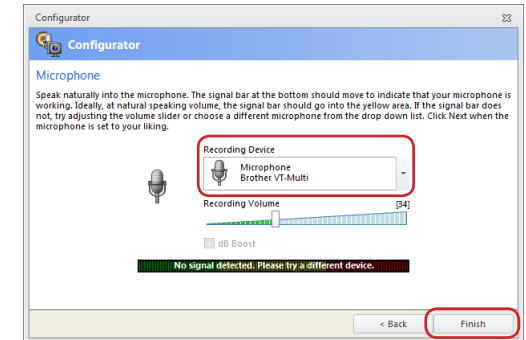 Configurator
Configurator
Microphone
Speak naturally into the microphone. The signal bar at the bottom should move to indicate that your microphone is
working. Ideally, at natural speaking volume, the signal bar should go into the yellow area. If the signal bar does
not, try adjusting the volume slider or choose a different microphone from the drop down list. Click Next when the
microphone is set to your liking.
Recording Device
Microphone
Brother VT-Multi
Recording Volume [34]
dB Boost
No signal detected. Please try a different device.
< Back Finish